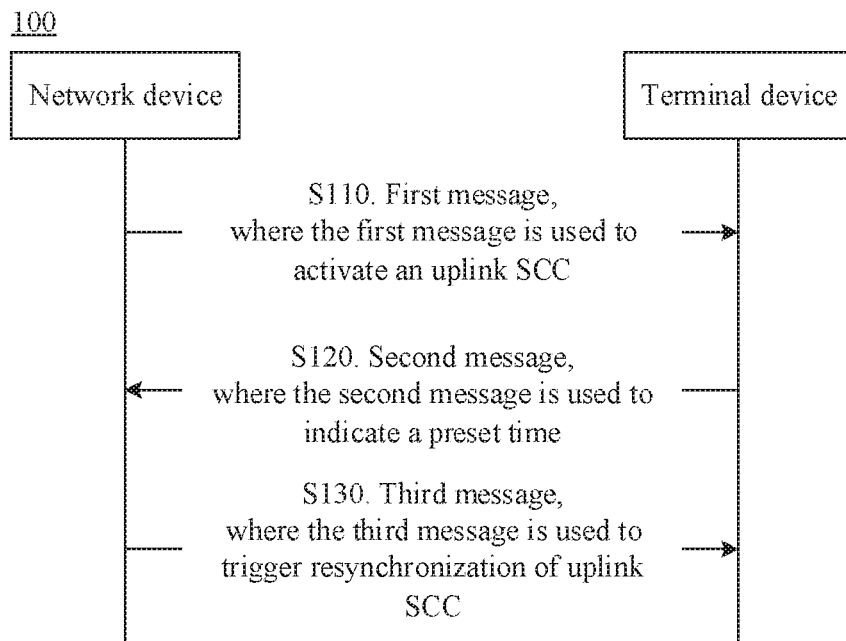 100
Network device
Terminal device
S110. First message,
where the first message is used to
activate an uplink SCC
S120. Second message,
where the second message is used to
indicate a preset time
S130. Third message,
where the third message is used to
trigger resynchronization of uplink
SCC